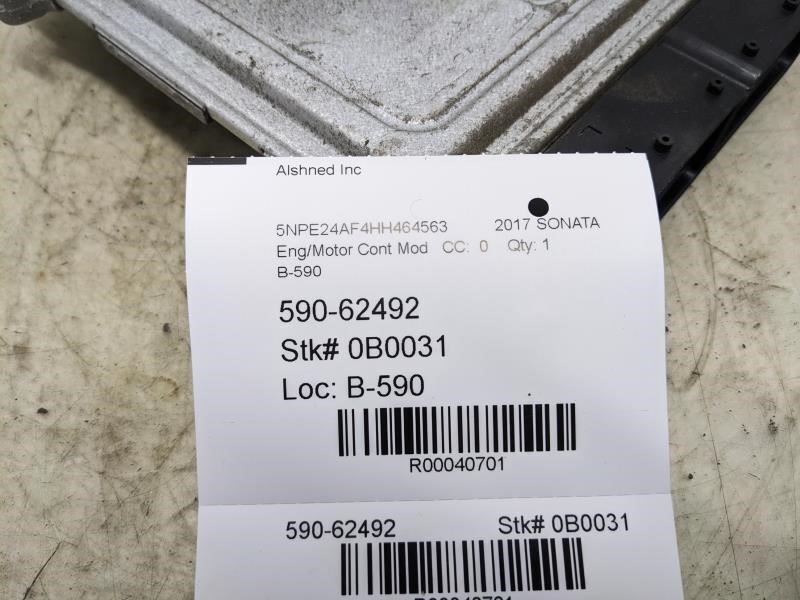 Alshned Inc
5NPE24AF4HH464563 2017 SONATA
Eng/Motor Cont Mod CC: 0 Qty: 1
B-590
590-62492
Stk# 0B0031
Loc: B-590
R00040701
590-62492 Stk# 0B0031
R00040701